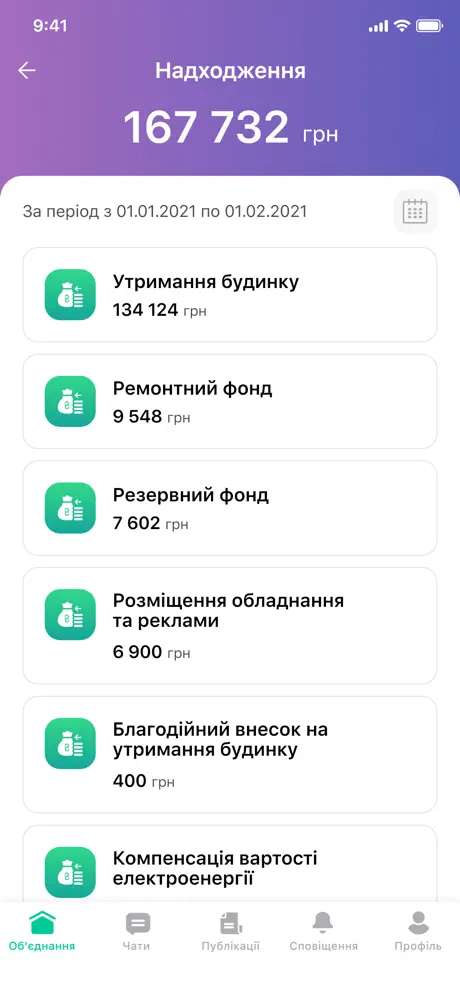 9:41
Надходження
167 732 грн
За період з 01.01.2021 по 01.02.2021
Утримання будинку
134 124 грн
Ремонтний фонд
9 548 грн
Резервний фонд
7 602 грн
Розміщення обладнання
та реклами
6 900 грн
Благодійний внесок на
утримання будинку
400 грн
Компенсація вартості
електроенергії
Об'єднання
Чати
Публікації
Сповіщення
Профіль